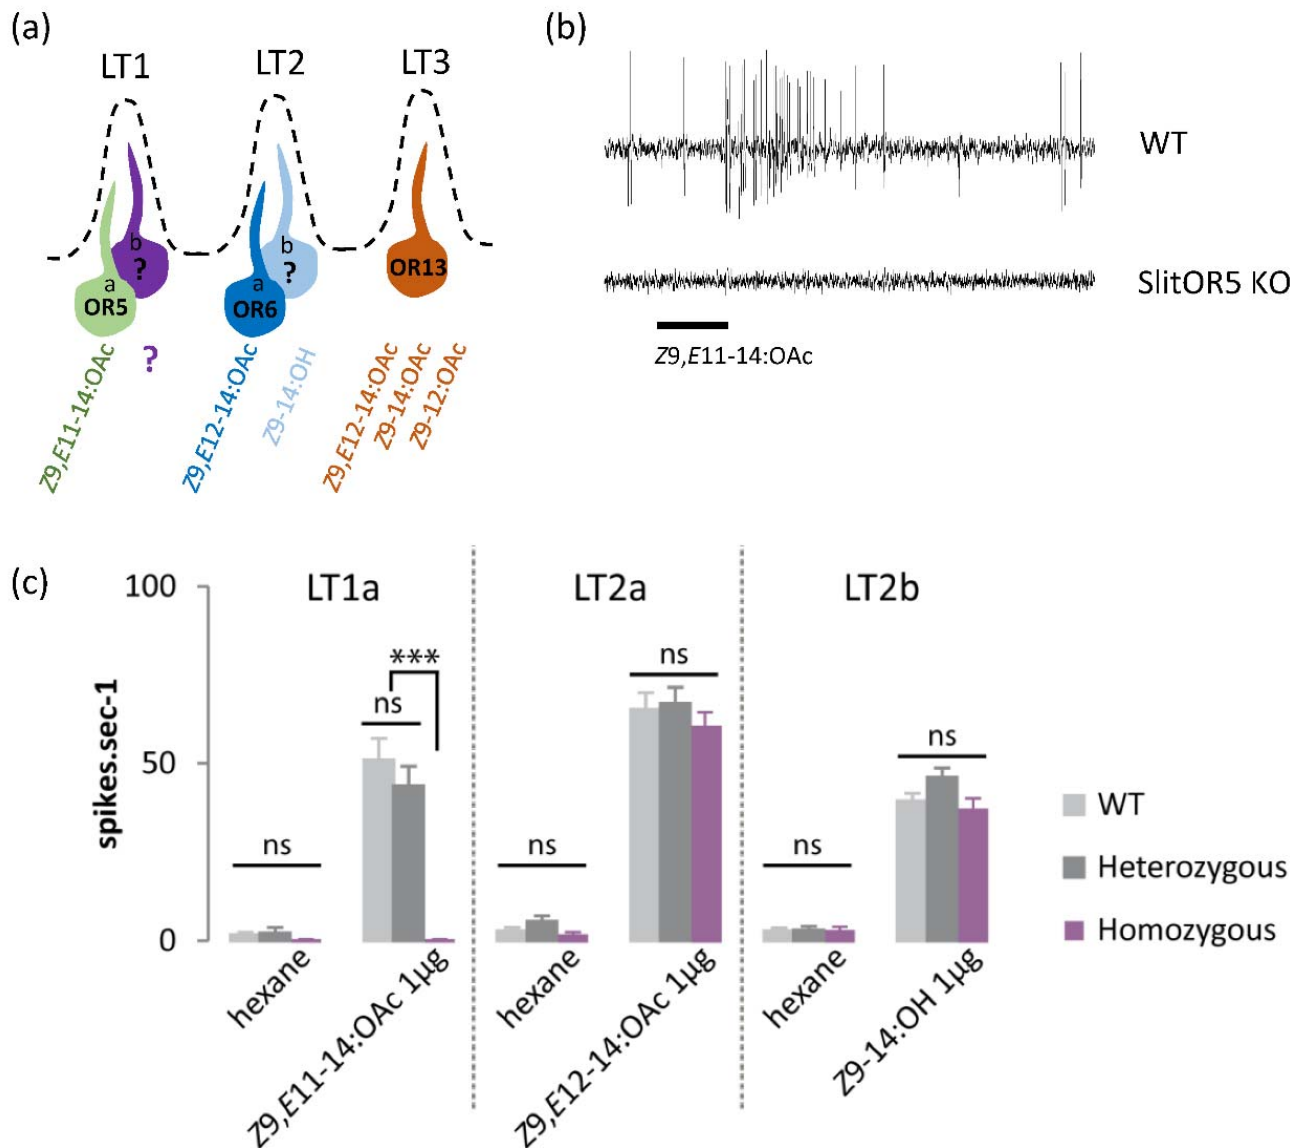 (a)
LT1
LT2
LT3
b
?
a
OR5
b
?
a
OR6
OR13
Z9,E11-14:OAc
?
Z9,E12-14:OAc
Z9-14:OH
Z9,E12-14:OAc
Z9-14:OAc
Z9-12:OAc
(b)
WT
SlitOR5 KO
Z9,E11-14:OAc
(c)
100
50
0
spikes.sec-1
LT1a
LT2a
LT2b
ns
ns
***
ns
ns
ns
ns
hexane
Z9,E11-14:OAc 1µg
hexane
Z9,E12-14:OAc 1µg
hexane
Z9-14:OH 1µg
WT
Heterozygous
Homozygous